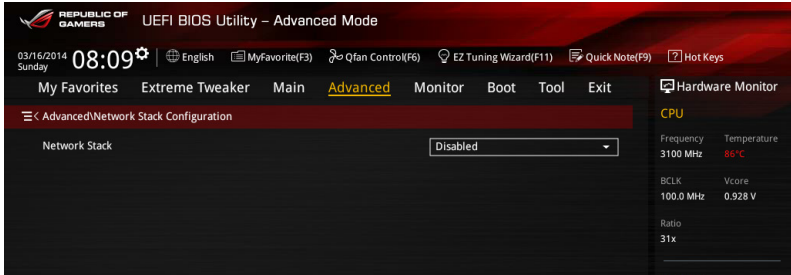 REPUBLIC OF
GAMERS
UEFI BIOS Utility – Advanced Mode
03/16/2014
Sunday
08:09
English
MyFavorite(F3)
Qfan Control(F6)
EZ Tuning Wizard(F11)
Quick Note(F9)
? Hot Keys
My Favorites
Extreme Tweaker
Main
Advanced
Monitor
Boot
Tool
Exit
Hardware Monitor
< Advanced\Network Stack Configuration
Network Stack
Disabled
CPU
Frequency
Temperature
3100 MHz
86°C
BCLK
Vcore
100.0 MHz
0.928 V
Ratio
31x